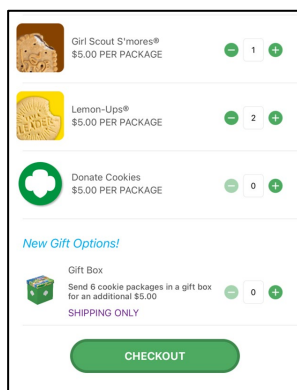 Girl Scout S'mores®
$5.00 PER PACKAGE
1
Lemon-Ups®
$5.00 PER PACKAGE
2
Donate Cookies
$5.00 PER PACKAGE
0
New Gift Options!
Gift Box
Send 6 cookie packages in a gift box
for an additional $5.00
0
SHIPPING ONLY
CHECKOUT